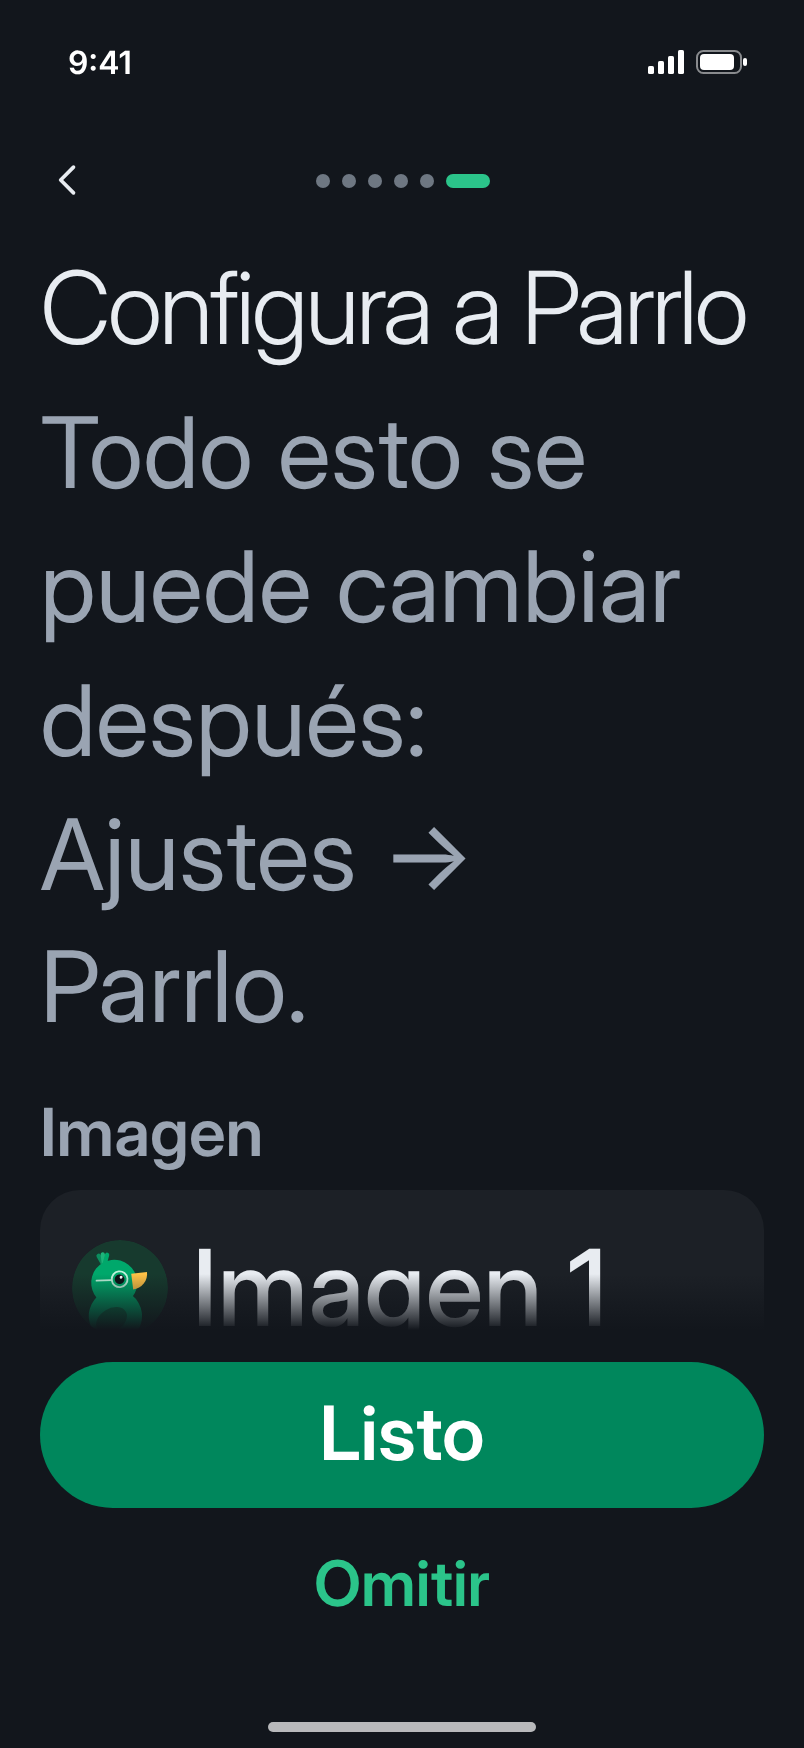 9:41
Configura a Parrlo
Todo esto se
puede cambiar
después:
Ajustes →
Parrlo.
Imagen
Imagen 1
Listo
Omitir